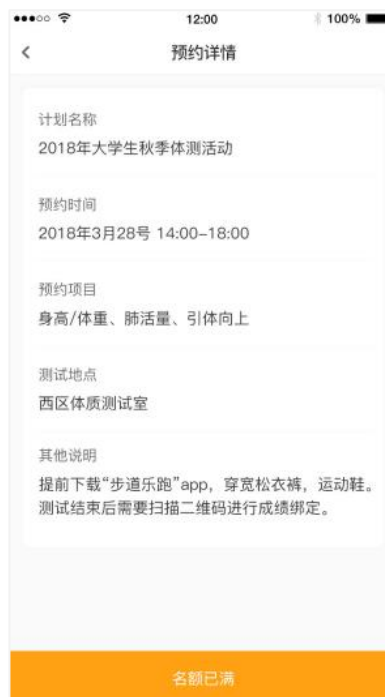 12:00
100%
预约详情
计划名称
2018年大学生秋季体测活动
预约时间
2018年3月28号 14:00-18:00
预约项目
身高/体重、肺活量、引体向上
测试地点
西区体质测试室
其他说明
提前下载“步道乐跑”app，穿宽松衣裤，运动鞋。
测试结束后需要扫描二维码进行成绩绑定。
名额已满